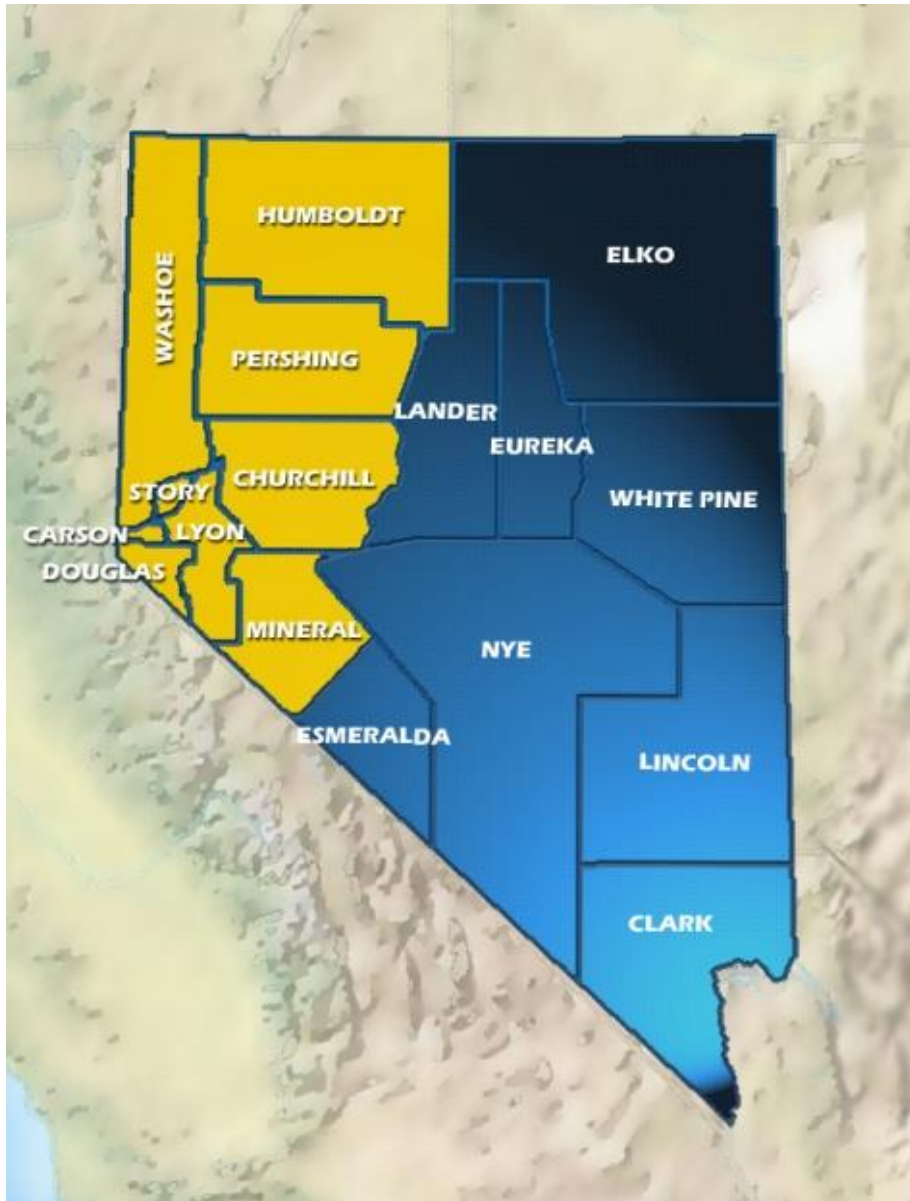 HUMBOLDT
ELKO
WASHOE
PERSHING
LANDER
EUREKA
CHURCHILL
STORY
WHITE PINE
CARSON
LYON
DOUGLAS
MINERAL
NYE
ESMERALDA
LINCOLN
CLARK